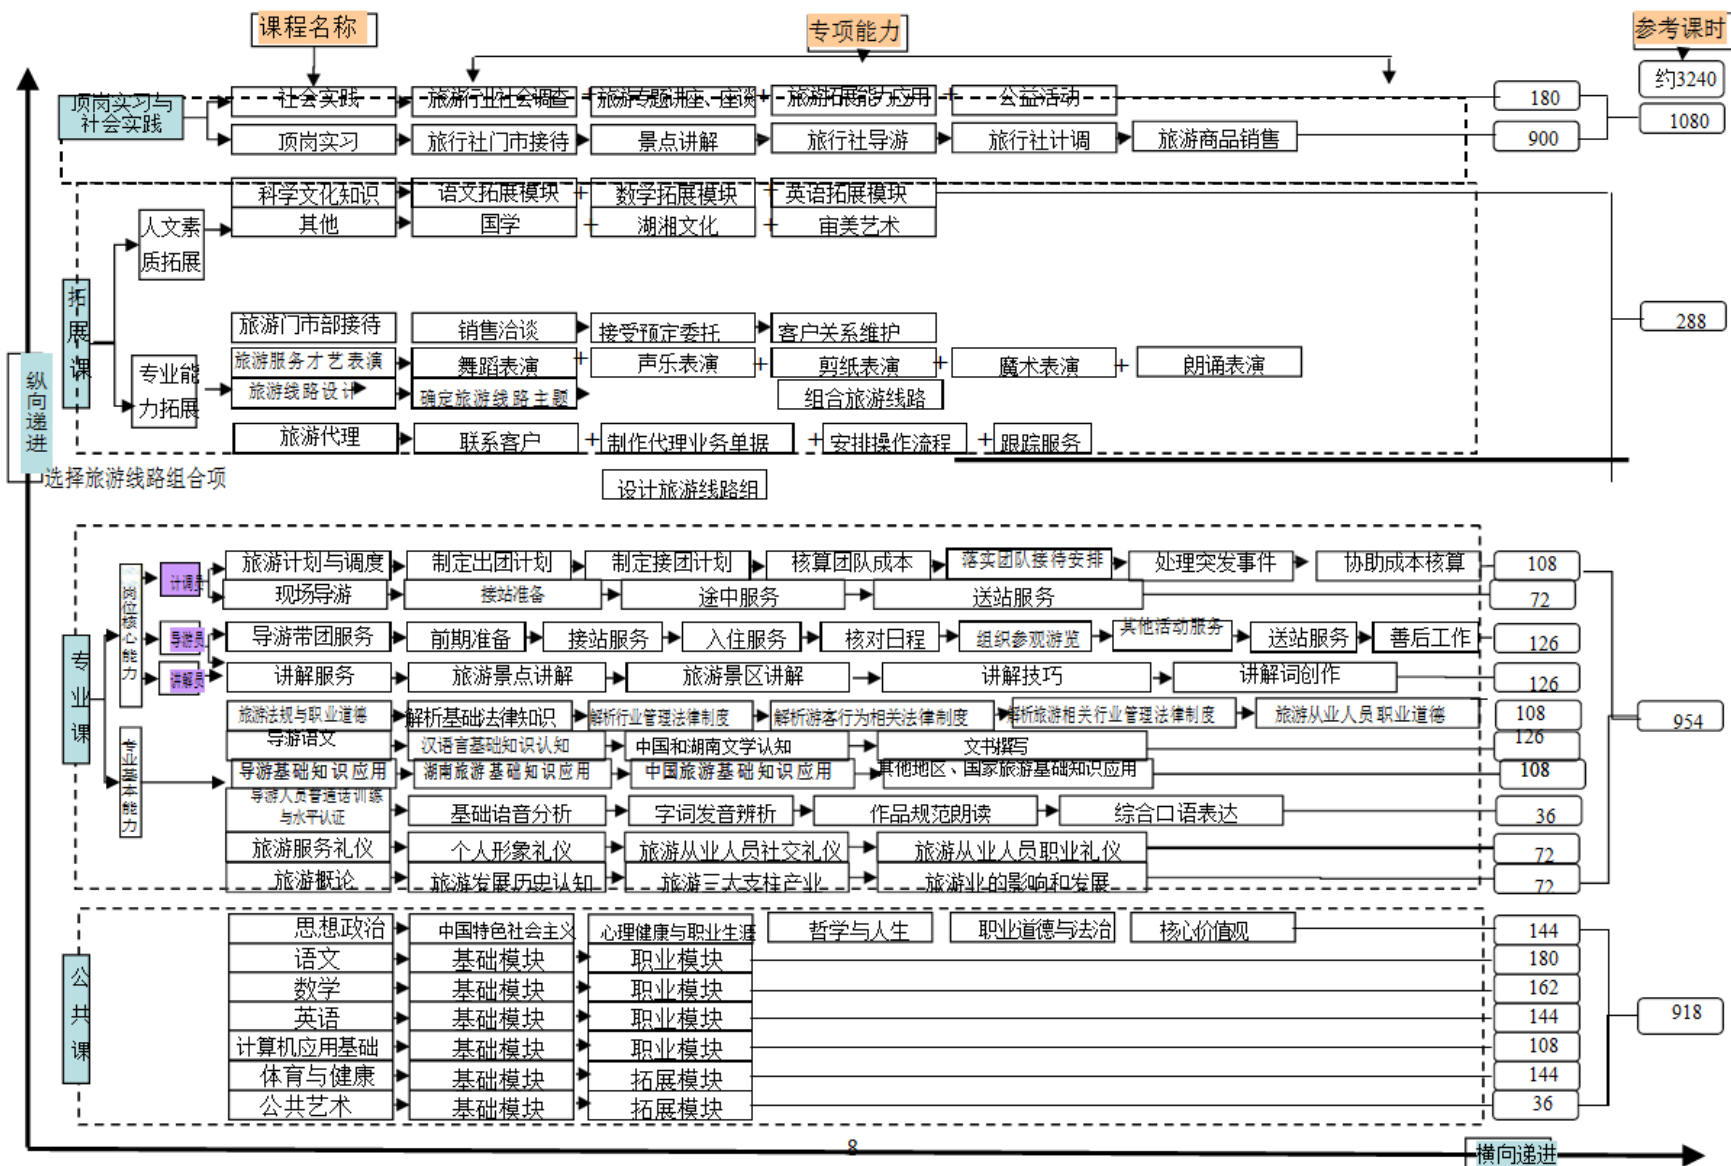 课程名称 专项能力 参考课时
约3240
顶岗实习与
社会实践
社会实践 旅游行业社会调查 + 旅游专题讲座、座谈 + 旅游拓展能力应用 + 公益活动 180
1080
顶岗实习 旅行社门市接待 景点讲解 旅行社导游 旅行社计调 旅游商品销售 900
科学文化知识 语文拓展模块 + 数学拓展模块 + 英语拓展模块
人文素
质拓展
其他 国学 + 湖湘文化 + 审美艺术
拓展课
288
旅游门市部接待 销售洽谈 接受预定委托 客户关系维护
旅游服务才艺表演 舞蹈表演 + 声乐表演 + 剪纸表演 + 魔术表演 + 朗诵表演
专业能
力拓展
旅游线路设计 确定旅游线路主题 组合旅游线路
纵向递进
旅游代理 联系客户 + 制作代理业务单据 + 安排操作流程 + 跟踪服务
选择旅游线路组合项
设计旅游线路组
专业课
岗位核心能力
计调员
旅游计划与调度 制定出团计划 制定接团计划 核算团队成本 落实团队接待安排 处理突发事件 协助成本核算 108
现场导游 接站准备 途中服务 送站服务 72
导游员
导游带团服务 前期准备 接站服务 入住服务 核对日程 组织参观游览 其他活动服务 送站服务 善后工作 126
讲解员
讲解服务 旅游景点讲解 旅游景区讲解 讲解技巧 讲解词创作 126
954
专业基本能力
旅游法规与职业道德 解析基础法律知识 解析行业管理法律制度 解析游客行为相关法律制度 解析旅游相关行业管理法律制度 旅游从业人员职业道德 108
导游语文 汉语言基础知识认知 中国和湖南文学认知 文书撰写 126
导游基础知识应用 湖南旅游基础知识应用 中国旅游基础知识应用 其他地区、国家旅游基础知识应用 108
导游人员普通话训练
与水平认证
基础语音分析 字词发音辨析 作品规范朗读 综合口语表达 36
旅游服务礼仪 个人形象礼仪 旅游从业人员社交礼仪 旅游从业人员职业礼仪 72
旅游概论 旅游发展历史认知 旅游三大支柱产业 旅游业的影响和发展 72
公共课
思想政治 中国特色社会主义 心理健康与职业生涯 哲学与人生 职业道德与法治 核心价值观 144
语文 基础模块 职业模块 180
数学 基础模块 职业模块 162
英语 基础模块 职业模块 144
918
计算机应用基础 基础模块 职业模块 108
体育与健康 基础模块 拓展模块 144
公共艺术 基础模块 拓展模块 36
8
横向递进